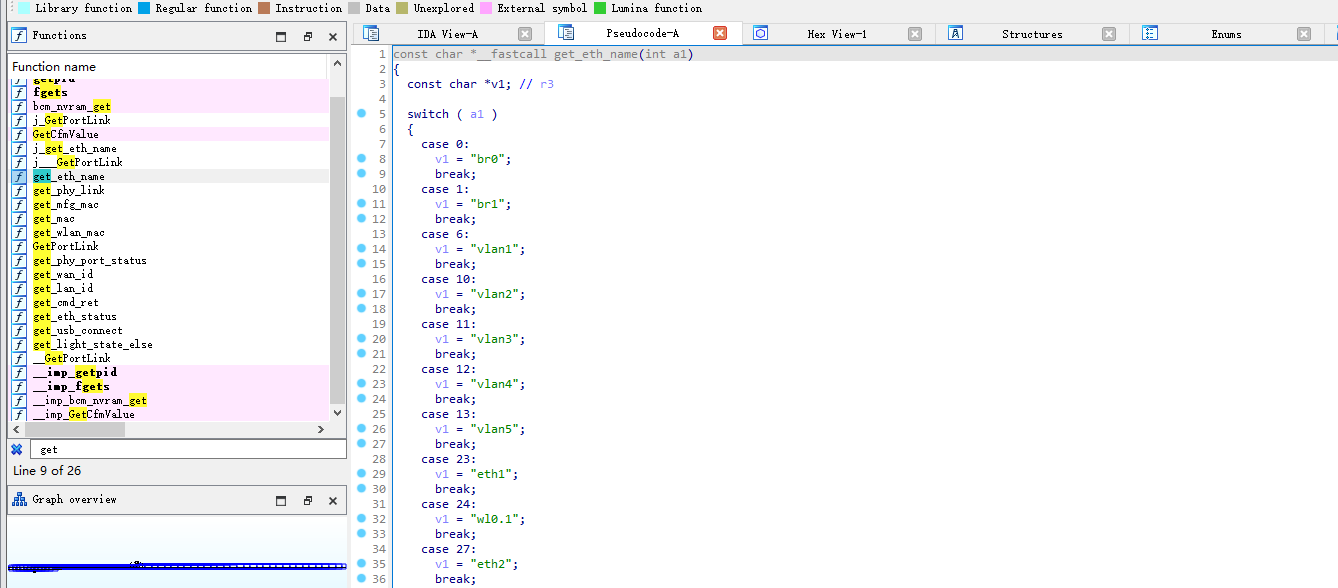 Library function Regular function Instruction Data Unexplored External symbol Lumina function
Functions
IDA View-A Pseudocode-A Hex View-1 Structures Enums
Function name
getpid
fgets
bcm_nvram_get
j_GetPortLink
GetCfmValue
j_get_eth_name
j___GetPortLink
get_eth_name
get_phy_link
get_mfg_mac
get_mac
get_wlan_mac
GetPortLink
get_phy_port_status
get_wan_id
get_lan_id
get_cmd_ret
get_eth_status
get_usb_connect
get_light_state_else
__GetPortLink
__imp_getpid
__imp_fgets
__imp_bcm_nvram_get
__imp_GetCfmValue
get
Line 9 of 26
Graph overview
1 const char *__fastcall get_eth_name(int a1)
2 {
3 const char *v1; // r3
4
5 switch ( a1 )
6 {
7 case 0:
8 v1 = "br0";
9 break;
10 case 1:
11 v1 = "br1";
12 break;
13 case 6:
14 v1 = "vlan1";
15 break;
16 case 10:
17 v1 = "vlan2";
18 break;
19 case 11:
20 v1 = "vlan3";
21 break;
22 case 12:
23 v1 = "vlan4";
24 break;
25 case 13:
26 v1 = "vlan5";
27 break;
28 case 23:
29 v1 = "eth1";
30 break;
31 case 24:
32 v1 = "wl0.1";
33 break;
34 case 27:
35 v1 = "eth2";
36 break;